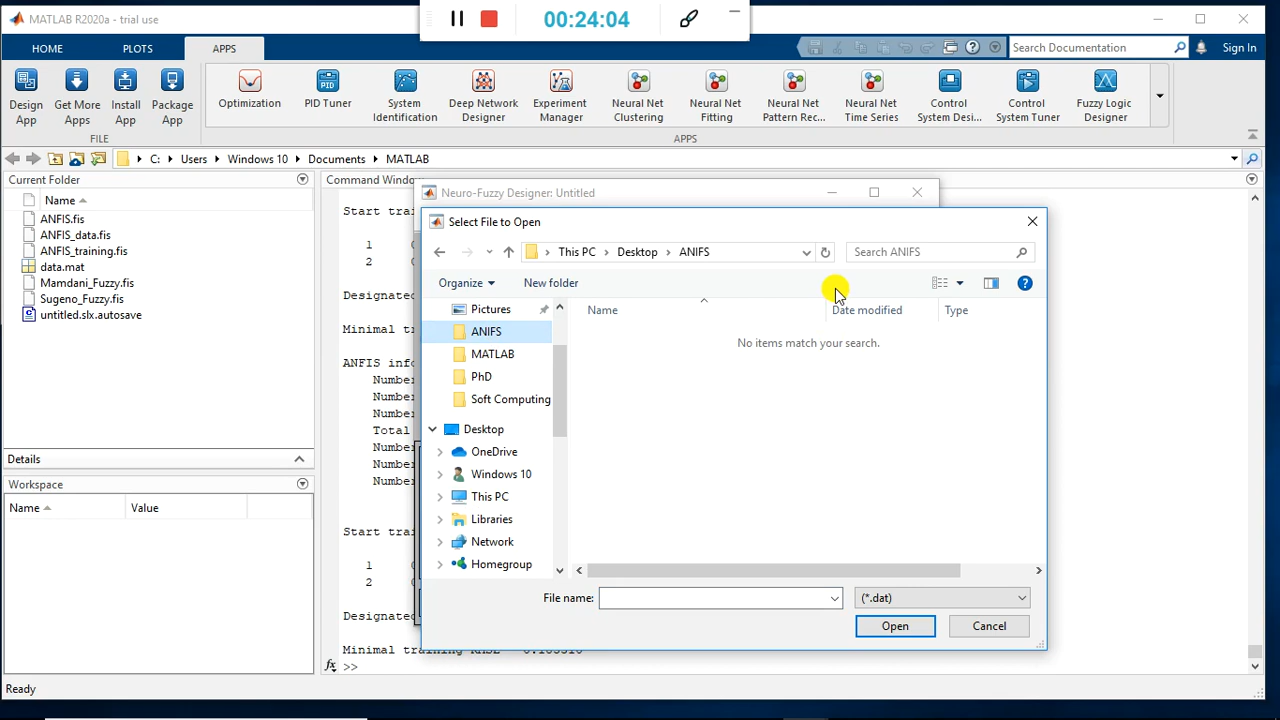 MATLAB R2020a - trial use
00:24:04
HOME PLOTS APPS
Search Documentation
Sign In
Design App
Get More Apps
Install App
Package App
Optimization
PID Tuner
System Identification
Deep Network Designer
Experiment Manager
Neural Net Clustering
Neural Net Fitting
Neural Net Pattern Rec...
Neural Net Time Series
Control System Desi...
Control System Tuner
Fuzzy Logic Designer
FILE APPS
C: Users Windows 10 Documents MATLAB
Current Folder
Name
ANFIS.fis
ANFIS_data.fis
ANFIS_training.fis
data.mat
Mamdani_Fuzzy.fis
Sugeno_Fuzzy.fis
untitled.slx.autosave
Details
Workspace
Name Value
Ready
Command Window
Start trai
1 0
2 0
Designated
Minimal tr
ANFIS info
Number
Number
Number
Total
Number
Number
Number
Start trai
1 0
2 0
Designated
Minimal training RMSE
>>
Neuro-Fuzzy Designer: Untitled
Select File to Open
This PC Desktop ANIFS
Search ANIFS
Organize New folder
Pictures
ANIFS
MATLAB
PhD
Soft Computing
Desktop
OneDrive
Windows 10
This PC
Libraries
Network
Homegroup
Name Date modified Type
No items match your search.
File name: (*.dat)
Open Cancel